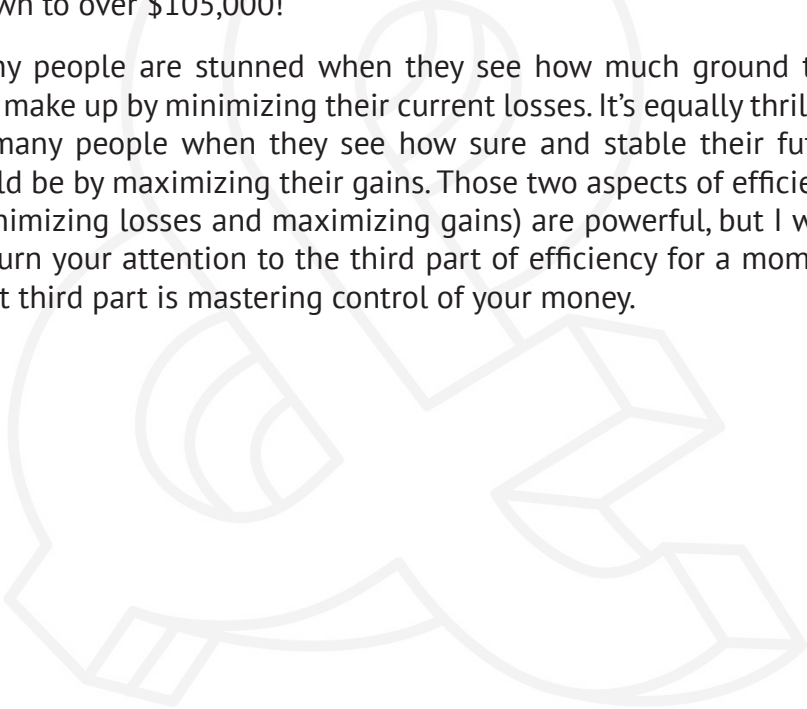 wn to over $105,000!
ny people are stunned when they see how much ground t
make up by minimizing their current losses. It’s equally thril
many people when they see how sure and stable their fut
ld be by maximizing their gains. Those two aspects of efficie
nimizing losses and maximizing gains) are powerful, but I w
urn your attention to the third part of efficiency for a mom
t third part is mastering control of your money.